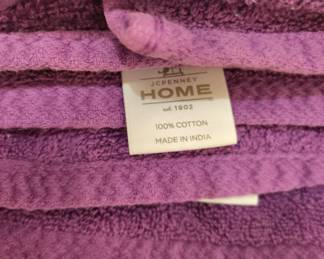 JCPENNEY
HOME
est. 1902
100% COTTON
MADE IN INDIA